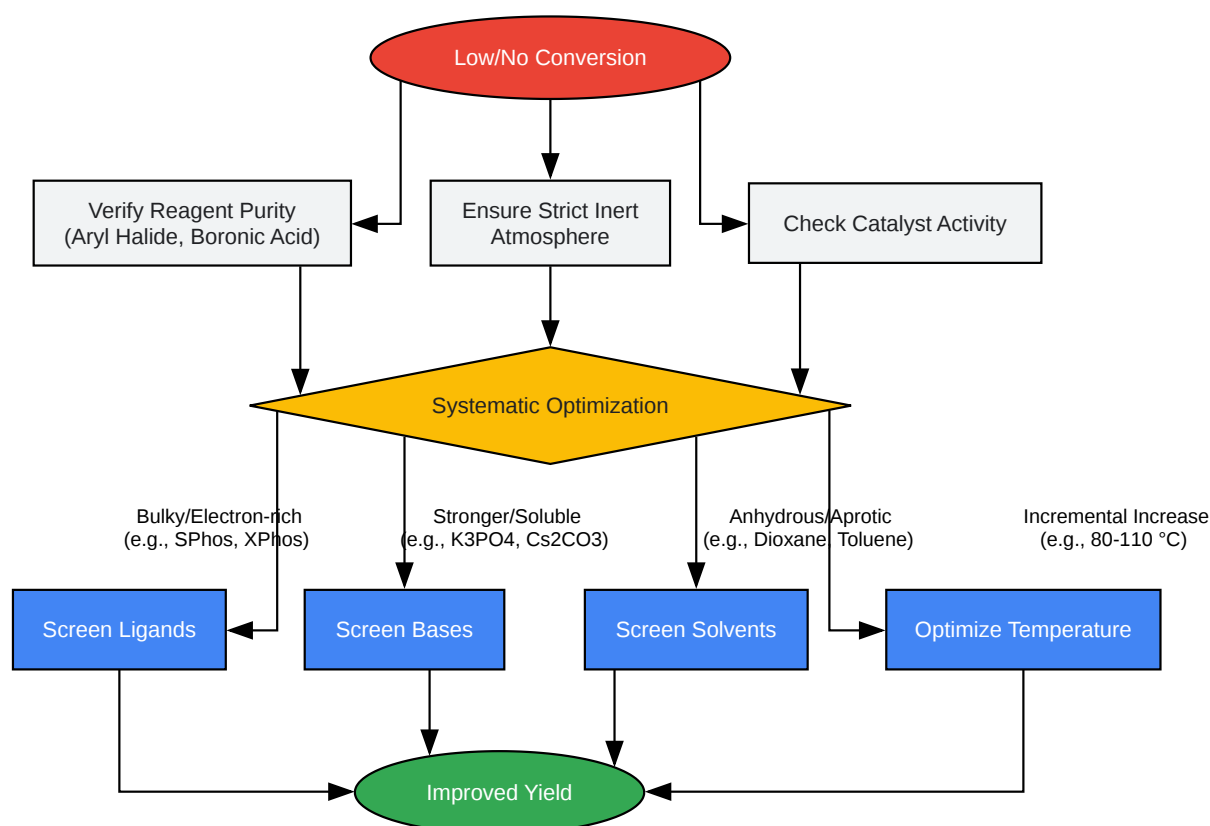 Low/No Conversion
Verify Reagent Purity
(Aryl Halide, Boronic Acid)
Ensure Strict Inert
Atmosphere
Check Catalyst Activity
Systematic Optimization
Bulky/Electron-rich
(e.g., SPhos, XPhos)
Stronger/Soluble
(e.g., K3PO4, Cs2CO3)
Anhydrous/Aprotic
(e.g., Dioxane, Toluene)
Incremental Increase
(e.g., 80-110 °C)
Screen Ligands
Screen Bases
Screen Solvents
Optimize Temperature
Improved Yield